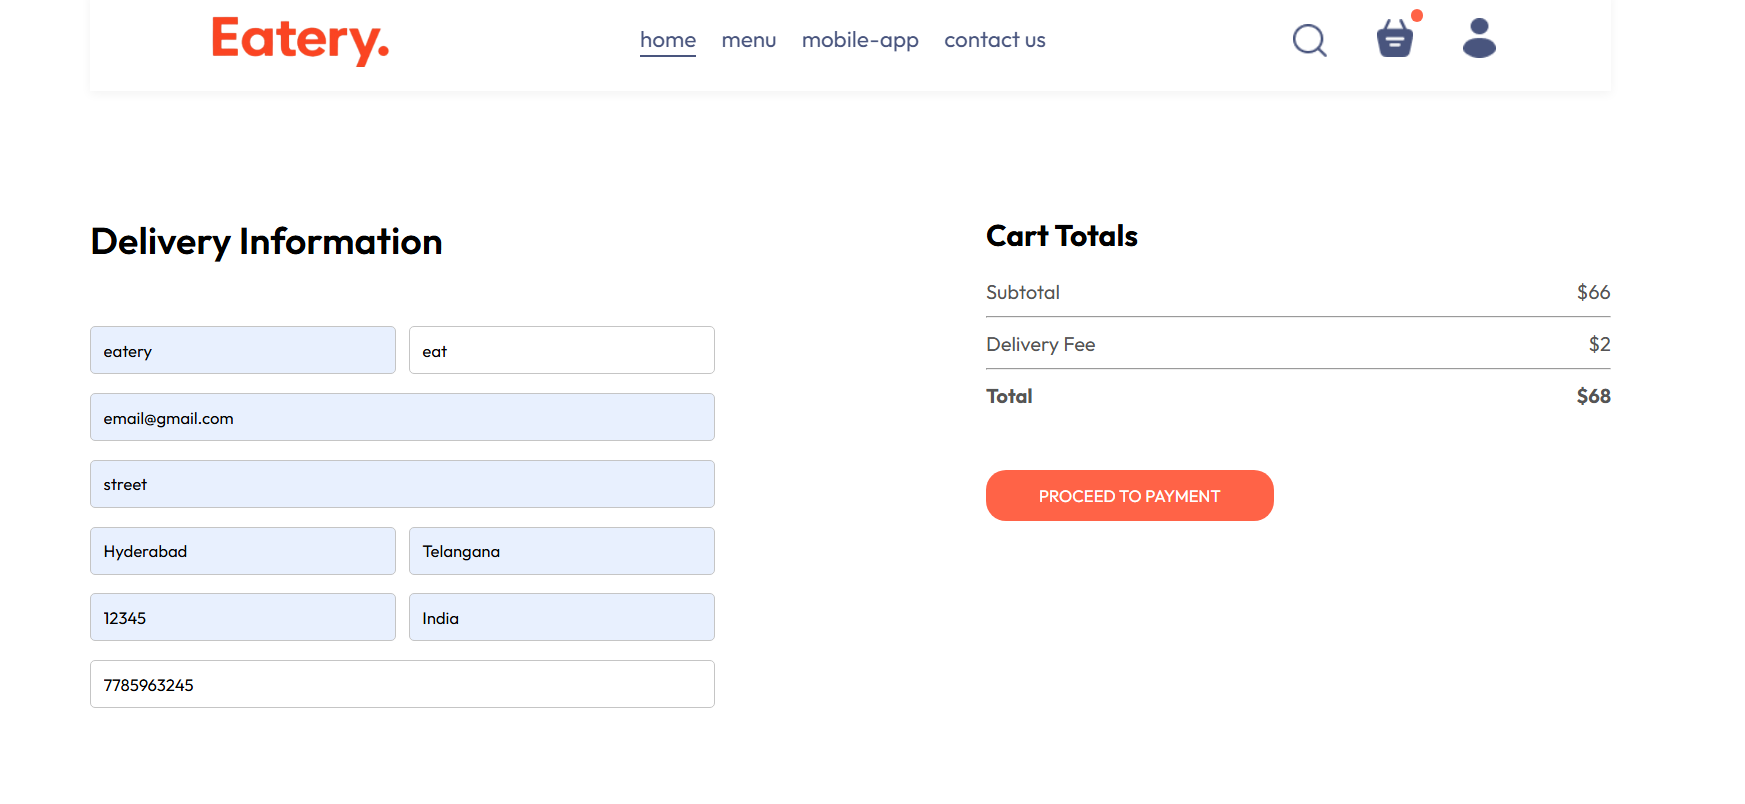 Eatery.
home menu mobile-app contact us
Delivery Information
eatery eat
email@gmail.com
street
Hyderabad Telangana
12345 India
7785963245
Cart Totals
Subtotal $66
Delivery Fee $2
Total $68
PROCEED TO PAYMENT